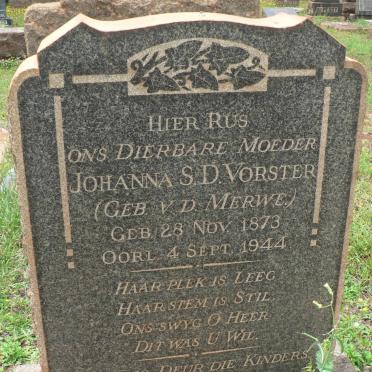 HIER RUS
ONS DIERBARE MOEDER
JOHANNA S.D. VORSTER
(GEB V.D. MERWE.)
GEB. 28 NOV. 1873
OORL. 4 SEPT. 1944
HAAR PLEK IS LEEG
HAAR STEM IS STIL.
ONS SWYG O HEER
DIT WAS U WIL.
DEUR DIE KINDERS